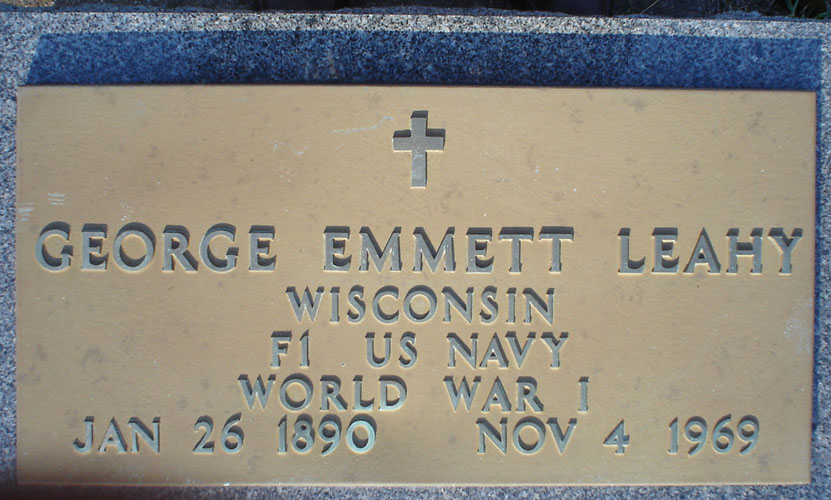 GEORGE EMMETT LEAHY
WISCONSIN
F1 US NAVY
WORLD WAR I
JAN 26 1890 NOV 4 1969